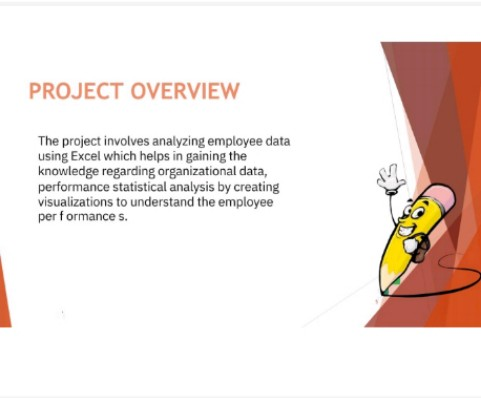 PROJECT OVERVIEW
The project involves analyzing employee data
using Excel which helps in gaining the
knowledge regarding organizational data,
performance statistical analysis by creating
visualizations to understand the employee
per f ormance s.